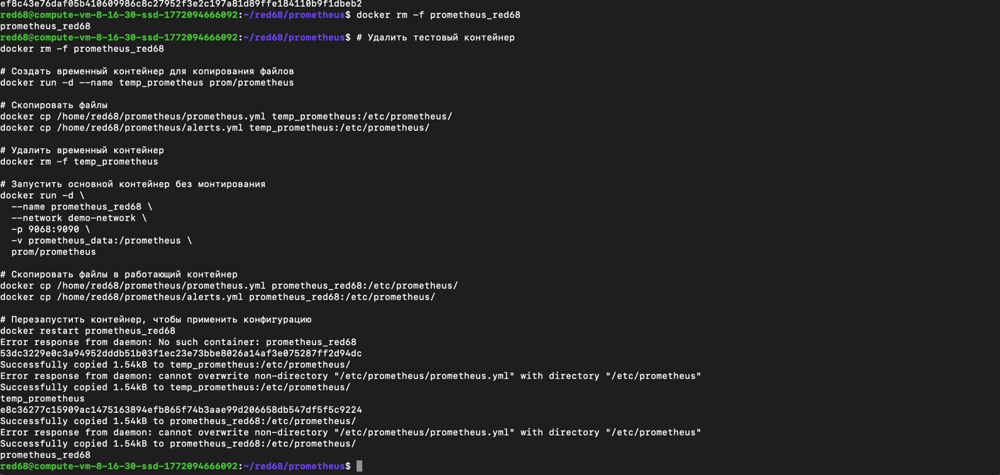 ef8c43e76daf05b410609986c8c27952f3e2c197a81d89ffe184110b9f1dbeb2
red68@compute-vm-8-16-30-ssd-1772094666092:~/red68/prometheus$ docker rm -f prometheus_red68
prometheus_red68
red68@compute-vm-8-16-30-ssd-1772094666092:~/red68/prometheus$ # Удалить тестовый контейнер
docker rm -f prometheus_red68
# Создать временный контейнер для копирования файлов
docker run -d --name temp_prometheus prom/prometheus
# Скопировать файлы
docker cp /home/red68/prometheus/prometheus.yml temp_prometheus:/etc/prometheus/
docker cp /home/red68/prometheus/alerts.yml temp_prometheus:/etc/prometheus/
# Удалить временный контейнер
docker rm -f temp_prometheus
# Запустить основной контейнер без монтирования
docker run -d \
--name prometheus_red68 \
--network demo-network \
-p 9068:9090 \
-v prometheus_data:/prometheus \
prom/prometheus
# Скопировать файлы в работающий контейнер
docker cp /home/red68/prometheus/prometheus.yml prometheus_red68:/etc/prometheus/
docker cp /home/red68/prometheus/alerts.yml prometheus_red68:/etc/prometheus/
# Перезапустить контейнер, чтобы применить конфигурацию
docker restart prometheus_red68
Error response from daemon: No such container: prometheus_red68
53dc3229e0c3a94952dddb51b03f1ec23e73bbe8026a14af3e075287ff2d94dc
Successfully copied 1.54kB to temp_prometheus:/etc/prometheus/
Error response from daemon: cannot overwrite non-directory "/etc/prometheus/prometheus.yml" with directory "/etc/prometheus"
Successfully copied 1.54kB to temp_prometheus:/etc/prometheus/
temp_prometheus
e8c36277c15909ac1475163894efb865f74b3aae99d206658db547df5f5c9224
Successfully copied 1.54kB to prometheus_red68:/etc/prometheus/
Error response from daemon: cannot overwrite non-directory "/etc/prometheus/prometheus.yml" with directory "/etc/prometheus"
Successfully copied 1.54kB to prometheus_red68:/etc/prometheus/
prometheus_red68
red68@compute-vm-8-16-30-ssd-1772094666092:~/red68/prometheus$